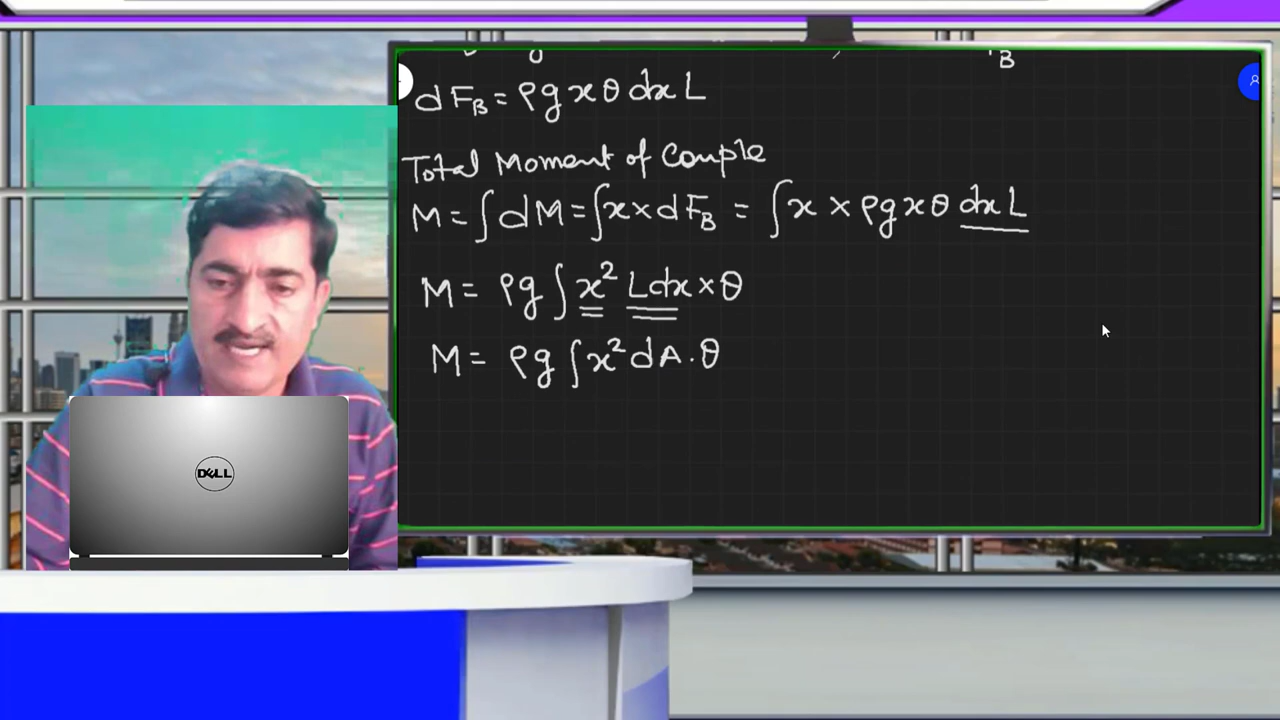 B
dF_B = ρg x θ dx L
Total Moment of Couple
M = ∫ dM = ∫ x × dF_B = ∫ x × ρg x θ dx L
M = ρg ∫ x² L dx × θ
M = ρg ∫ x² dA . θ
DELL